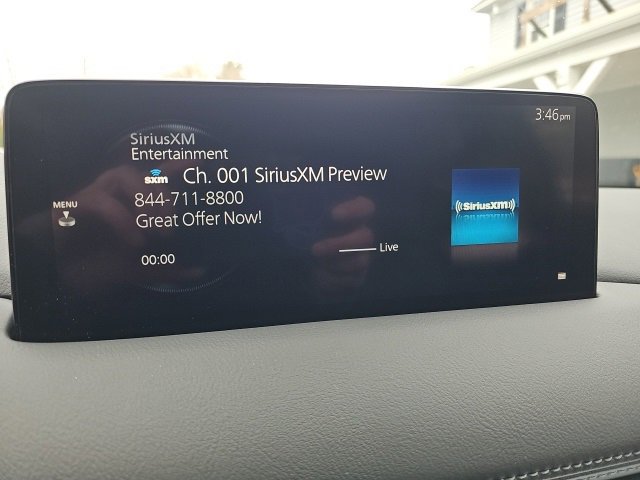 3:46pm
SiriusXM
Entertainment
sxm Ch. 001 SiriusXM Preview
844-711-8800
Great Offer Now!
MENU
((SiriusXM))
00:00
Live